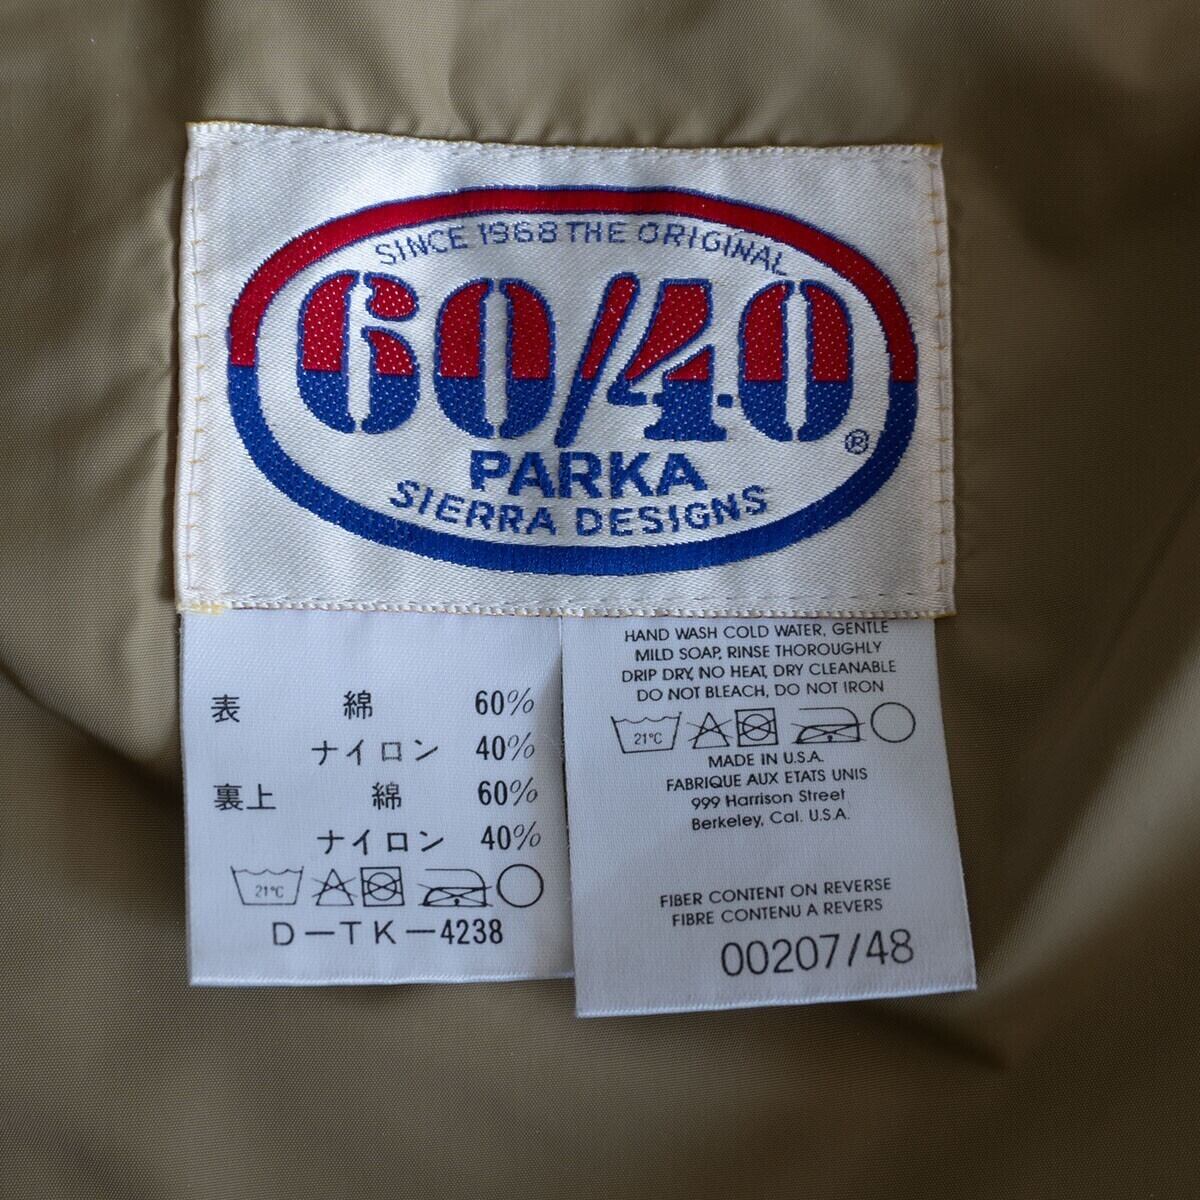 SINCE 1968 THE ORIGINAL
60/40®
PARKA
SIERRA DESIGNS
表 綿 60%
ナイロン 40%
裏上 綿 60%
ナイロン 40%
21℃
D-TK-4238
HAND WASH COLD WATER, GENTLE
MILD SOAP, RINSE THOROUGHLY
DRIP DRY, NO HEAT, DRY CLEANABLE
DO NOT BLEACH, DO NOT IRON
21°C
MADE IN U.S.A.
FABRIQUE AUX ETATS UNIS
999 Harrison Street
Berkeley, Cal. U.S.A.
FIBER CONTENT ON REVERSE
FIBRE CONTENU A REVERS
00207/48